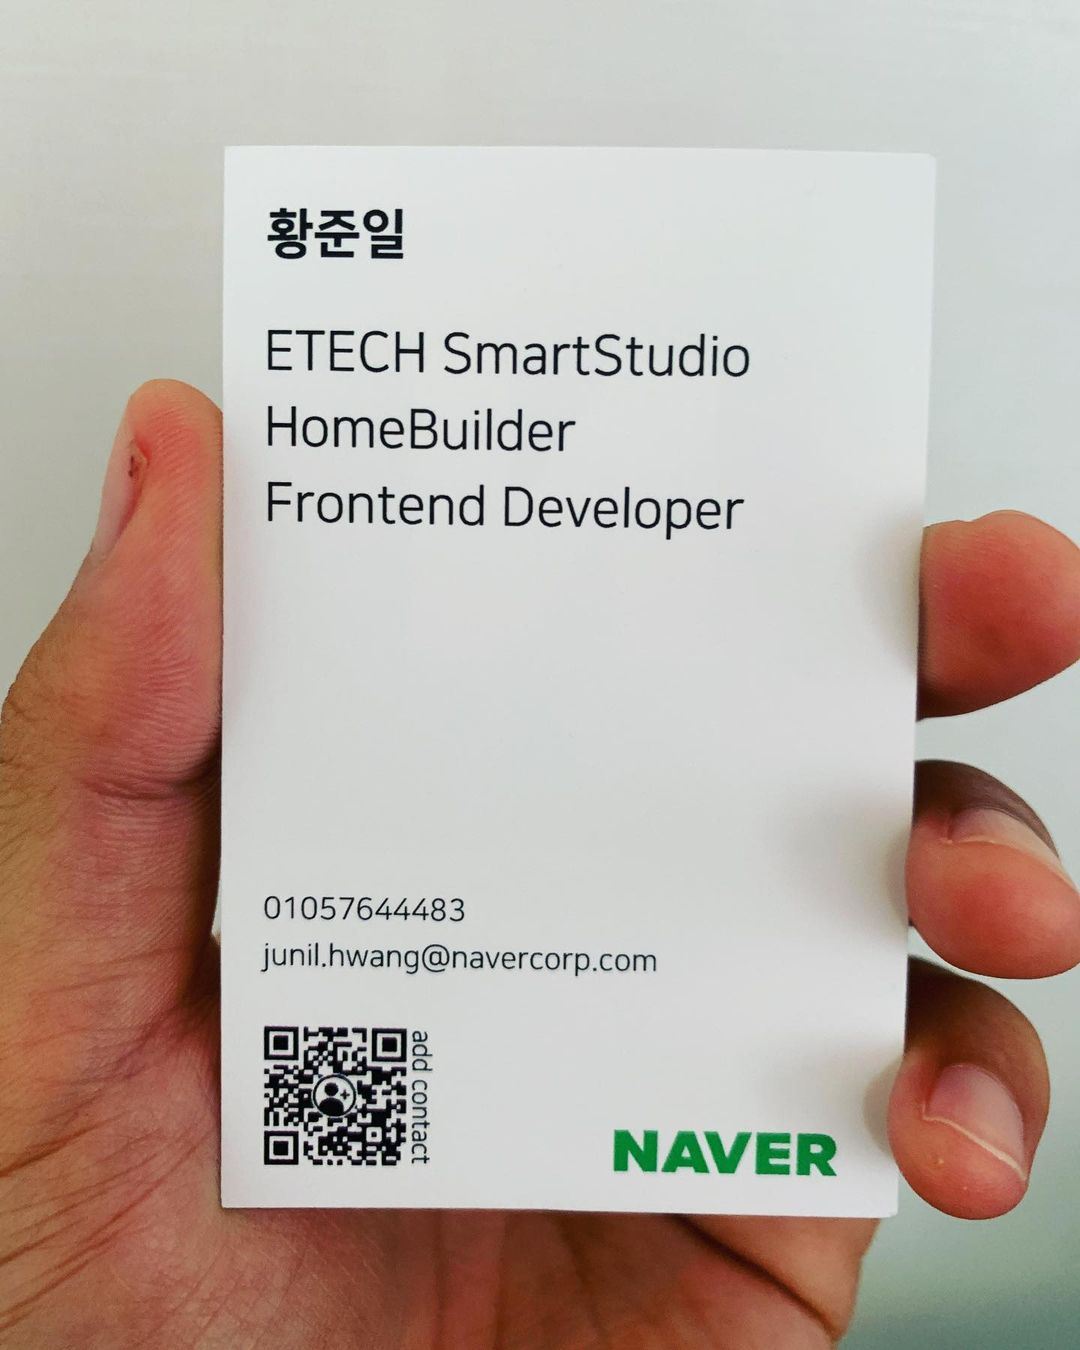 황준일
ETECH SmartStudio
HomeBuilder
Frontend Developer
01057644483
junil.hwang@navercorp.com
add contact
NAVER